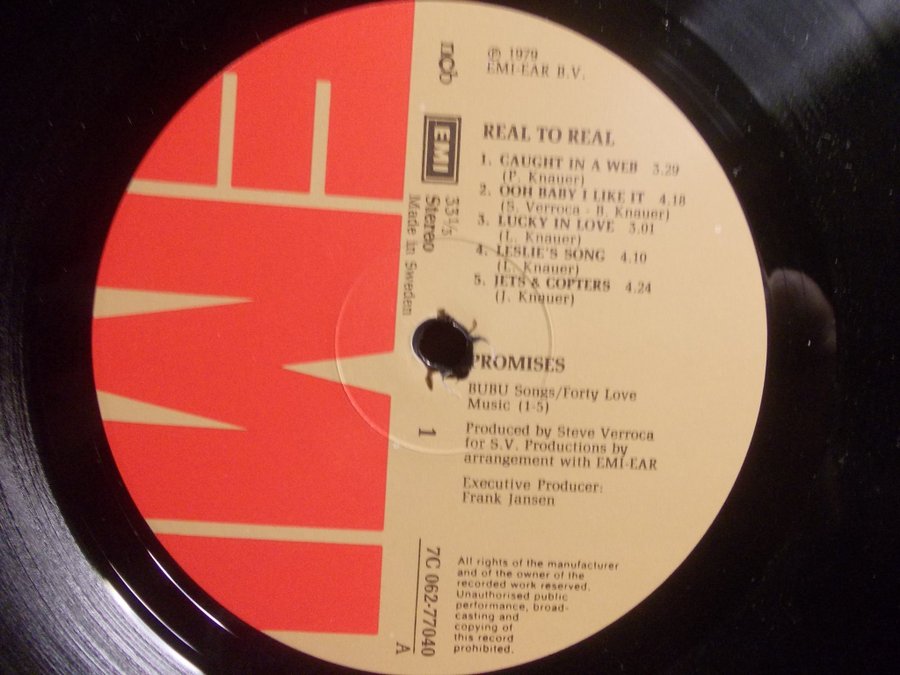 EMI
ncb
EMI
33 1/3
Stereo
Made in Sweden
1
7C 062-77040
A
℗ 1979
EMI-EAR B.V.
REAL TO REAL
1. CAUGHT IN A WEB 3.29
(P. Knauer)
2. OOH BABY I LIKE IT 4.18
(S. Verroca - B. Knauer)
3. LUCKY IN LOVE 3.01
(L. Knauer)
4. LESLIE'S SONG 4.10
(L. Knauer)
5. JETS & COPTERS 4.24
(J. Knauer)
PROMISES
BUBU Songs/Forty Love
Music (1-5)
Produced by Steve Verroca
for S.V. Productions by
arrangement with EMI-EAR
Executive Producer:
Frank Jansen
All rights of the manufacturer
and of the owner of the
recorded work reserved.
Unauthorised public
performance, broad-
casting and
copying of
this record
prohibited.